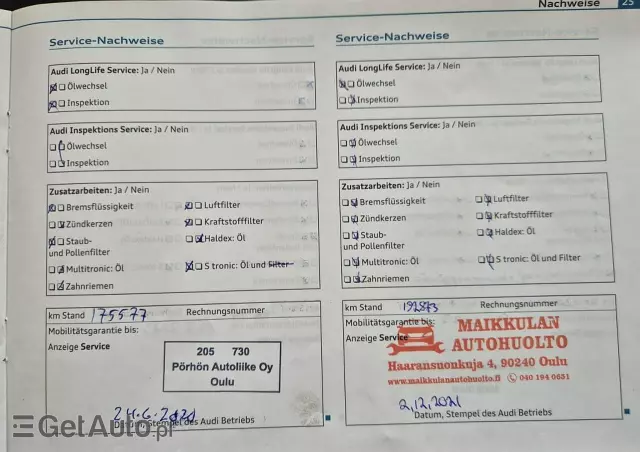 Nachweise 25
Service-Nachweise
Audi LongLife Service: Ja / Nein
Ölwechsel
Inspektion
Audi Inspektions Service: Ja / Nein
Ölwechsel
Inspektion
Zusatzarbeiten: Ja / Nein
Bremsflüssigkeit Luftfilter
Zündkerzen Kraftstofffilter
Staub- Haldex: Öl
und Pollenfilter
Multitronic: Öl S tronic: Öl und Filter
Zahnriemen
km Stand 175577 Rechnungsnummer
Mobilitätsgarantie bis:
Anzeige Service
205 730
Pörhön Autoliike Oy
Oulu
24.6.2020
Datum, Stempel des Audi Betriebs
Service-Nachweise
Audi LongLife Service: Ja / Nein
Ölwechsel
Inspektion
Audi Inspektions Service: Ja / Nein
Ölwechsel
Inspektion
Zusatzarbeiten: Ja / Nein
Bremsflüssigkeit Luftfilter
Zündkerzen Kraftstofffilter
Staub- Haldex: Öl
und Pollenfilter
Multitronic: Öl S tronic: Öl und Filter
Zahnriemen
km Stand 192873 Rechnungsnummer
Mobilitätsgarantie bis:
Anzeige Service
MAIKKULAN
AUTOHUOLTO
Haaransuonkuja 4, 90240 Oulu
www.maikkulanautohuolto.fi 040 194 0651
2.12.2021
Datum, Stempel des Audi Betriebs
GetAuto.pl